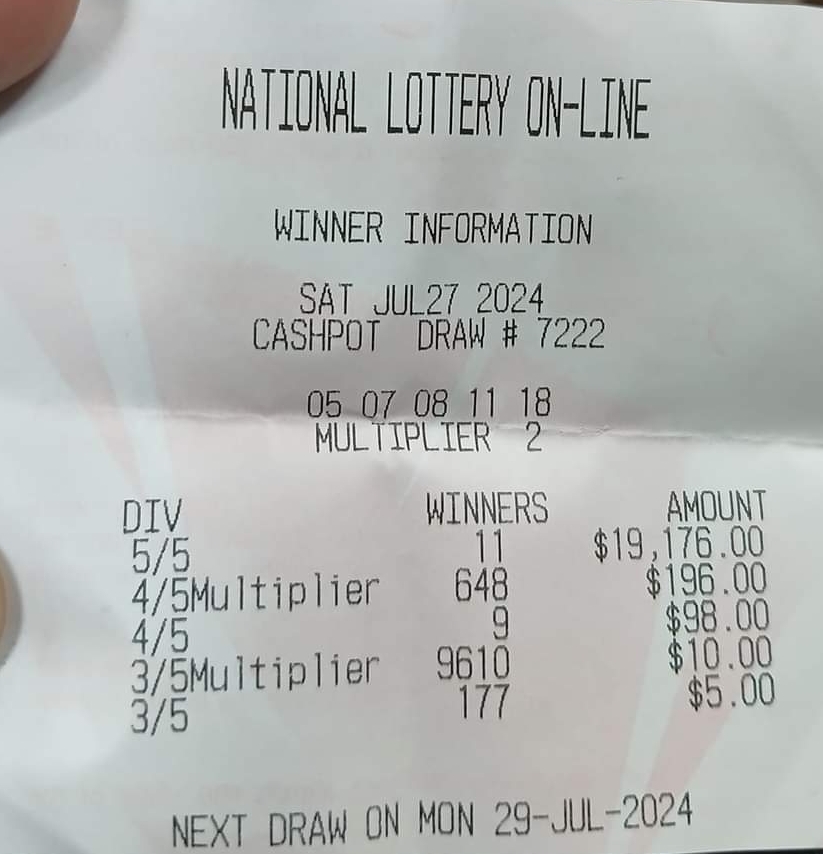 NATIONAL LOTTERY ON-LINE
WINNER INFORMATION
SAT JUL27 2024
CASHPOT DRAW # 7222
05 07 08 11 18
MULTIPLIER 2
DIV WINNERS AMOUNT
5/5 11 $19,176.00
4/5Multiplier 648 $196.00
4/5 9 $98.00
3/5Multiplier 9610 $10.00
3/5 177 $5.00
NEXT DRAW ON MON 29-JUL-2024